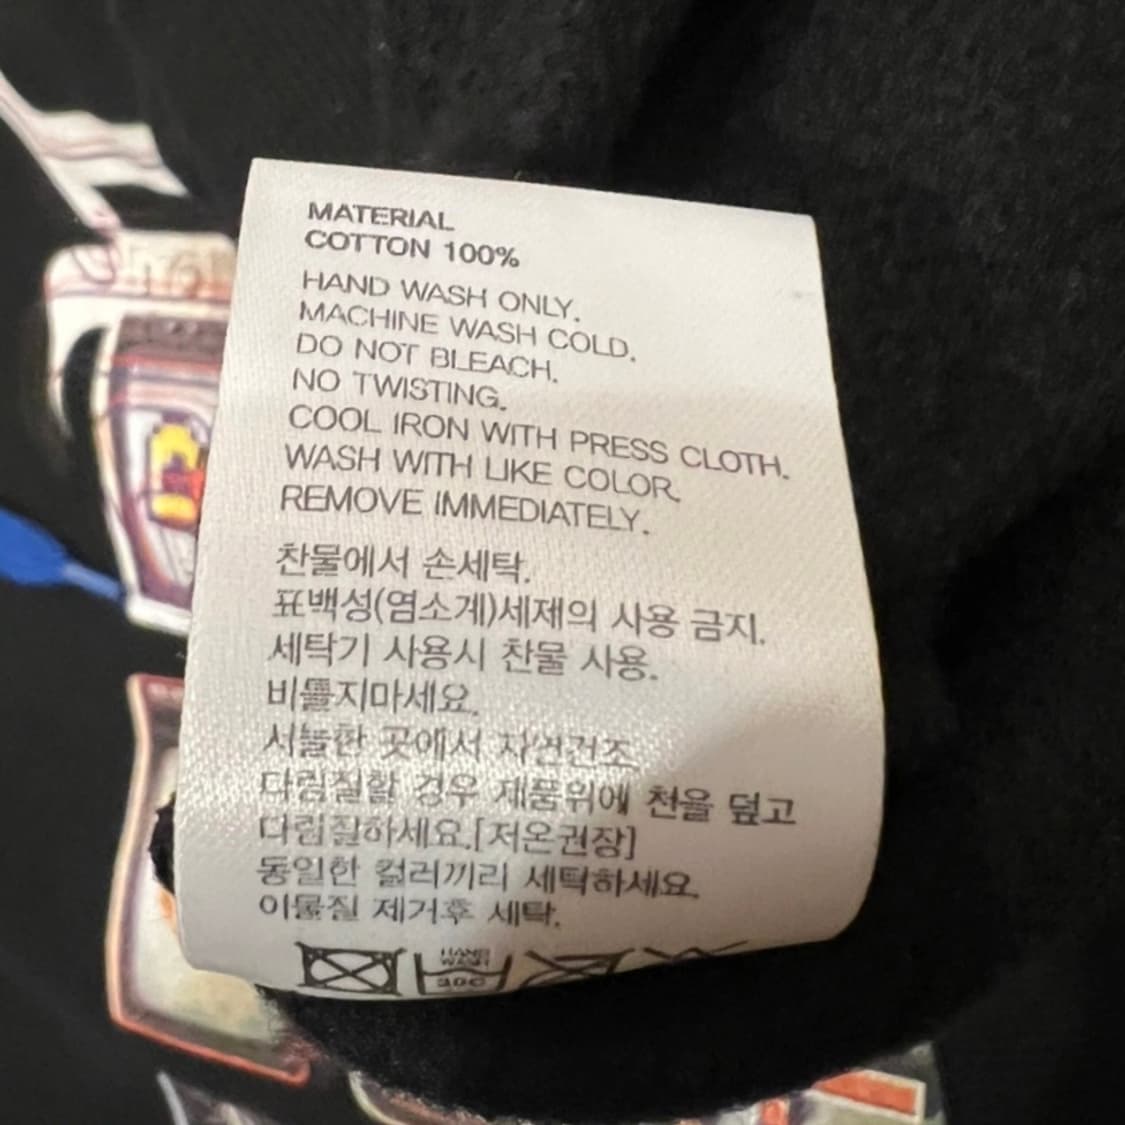 MATERIAL
COTTON 100%
HAND WASH ONLY.
MACHINE WASH COLD.
DO NOT BLEACH.
NO TWISTING.
COOL IRON WITH PRESS CLOTH.
WASH WITH LIKE COLOR.
REMOVE IMMEDIATELY.
찬물에서 손세탁.
표백성(염소계)세제의 사용 금지.
세탁기 사용시 찬물 사용.
비틀지마세요.
서늘한 곳에서 자연건조.
다림질할 경우 제품위에 천을 덮고
다림질하세요.[저온권장]
동일한 컬러끼리 세탁하세요.
이물질 제거후 세탁.
HAND
WASH
30C